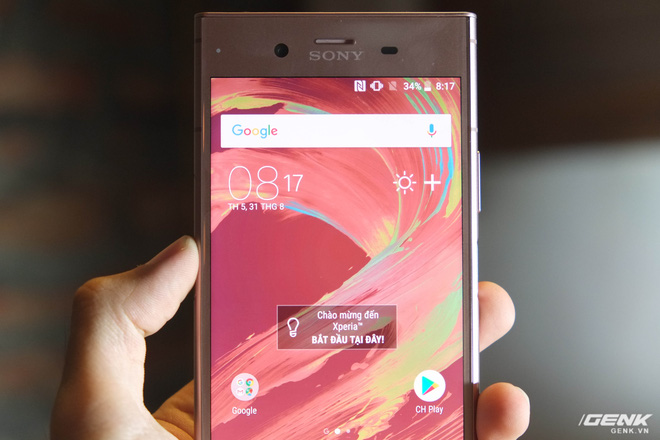 SONY
34% 8:17
Google
08 17
TH 5, 31 THG 8
Chào mừng đến
Xperia™
BẮT ĐẦU TẠI ĐÂY!
Google
CH Play
GENK
GENK.VN